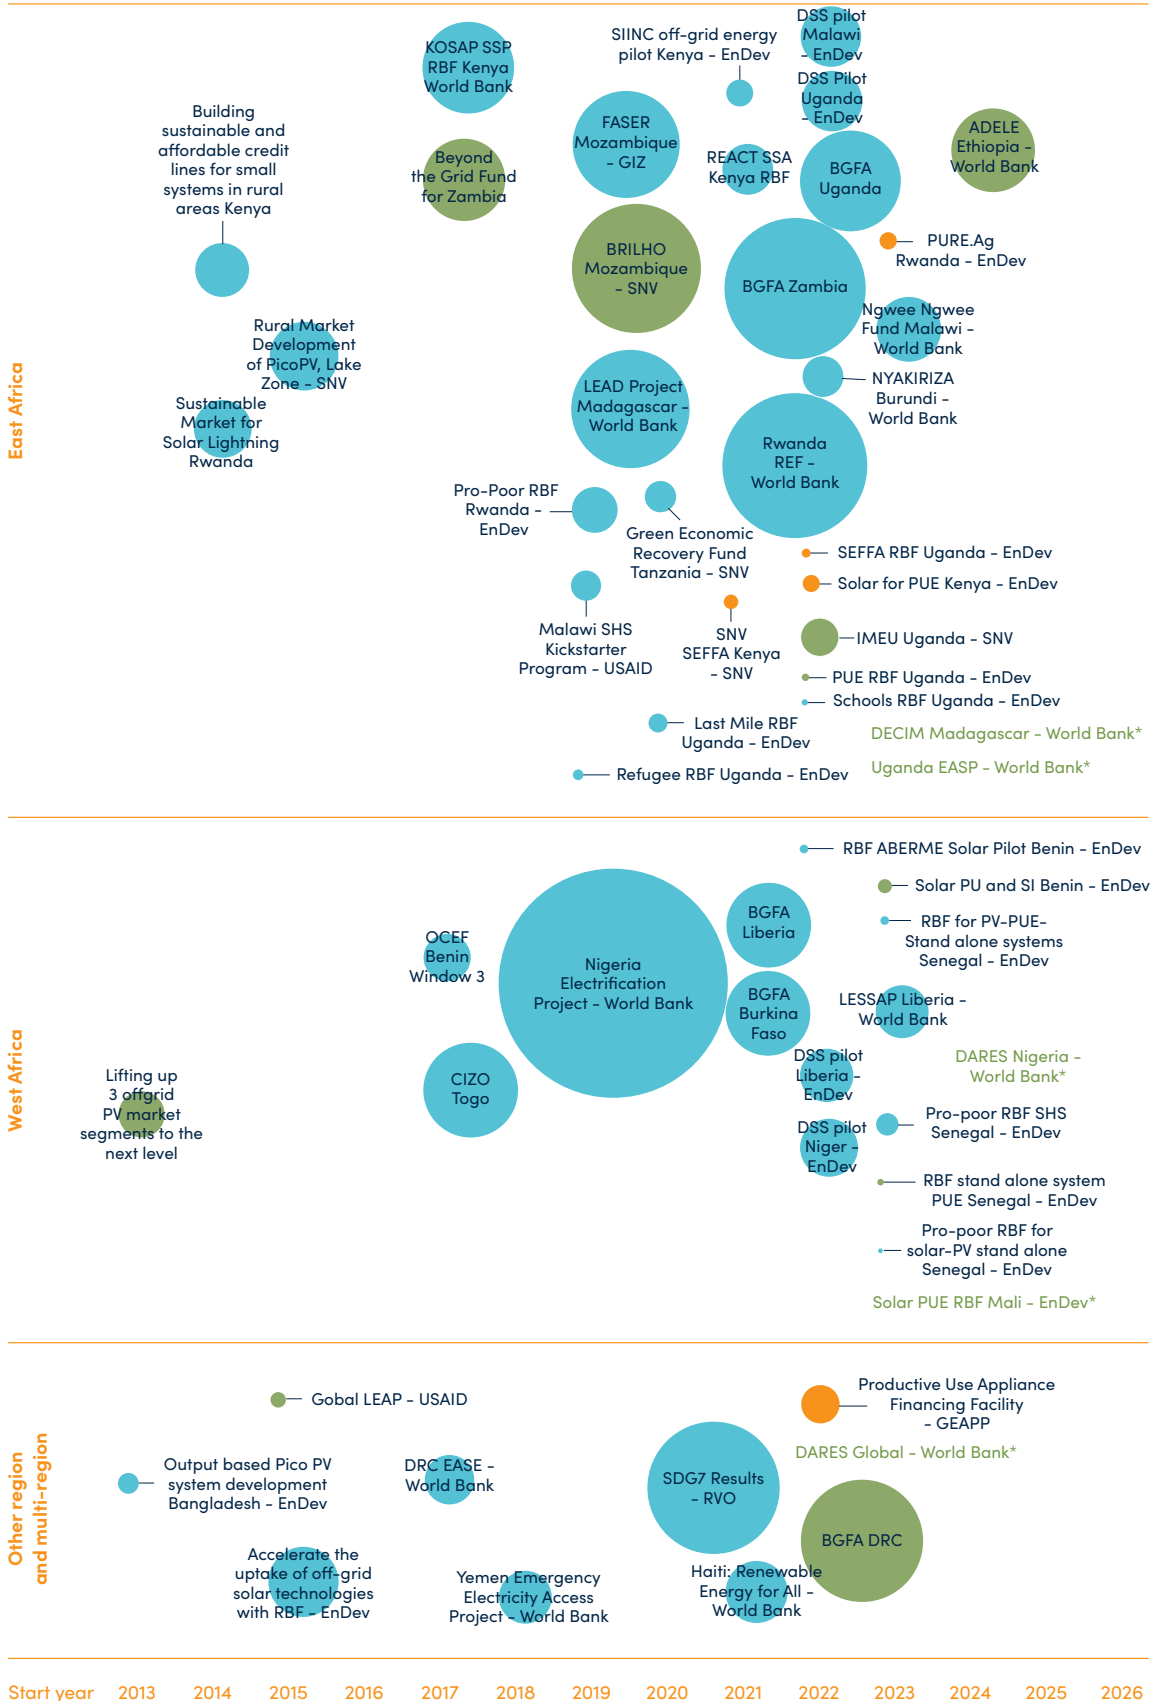 East Africa
Building
sustainable and
affordable credit
lines for small
systems in rural
areas Kenya
Rural Market
Development
of PicoPV, Lake
Zone - SNV
Sustainable
Market for
Solar Lightning
Rwanda
KOSAP SSP
RBF Kenya
World Bank
Beyond
the Grid Fund
for Zambia
SIINC off-grid energy
pilot Kenya - EnDev
FASER
Mozambique
- GIZ
BRILHO
Mozambique
- SNV
LEAD Project
Madagascar -
World Bank
Pro-Poor RBF
Rwanda -
EnDev
Green Economic
Recovery Fund
Tanzania - SNV
Malawi SHS
Kickstarter
Program - USAID
SNV
SEFFA Kenya
- SNV
Last Mile RBF
Uganda - EnDev
Refugee RBF Uganda - EnDev
DSS pilot
Malawi
- EnDev
DSS Pilot
Uganda
- EnDev
REACT SSA
Kenya RBF
BGFA
Uganda
ADELE
Ethiopia -
World Bank
PURE.Ag
Rwanda - EnDev
BGFA Zambia
Ngwee Ngwee
Fund Malawi -
World Bank
NYAKIRIZA
Burundi -
World Bank
Rwanda
REF -
World Bank
SEFFA RBF Uganda - EnDev
Solar for PUE Kenya - EnDev
IMEU Uganda - SNV
PUE RBF Uganda - EnDev
Schools RBF Uganda - EnDev
DECIM Madagascar - World Bank*
Uganda EASP - World Bank*
West Africa
Lifting up
3 offgrid
PV market
segments to the
next level
OCEF
Benin
Window 3
CIZO
Togo
Nigeria
Electrification
Project - World Bank
BGFA
Liberia
BGFA
Burkina
Faso
RBF ABERME Solar Pilot Benin - EnDev
Solar PU and SI Benin - EnDev
RBF for PV-PUE-
Stand alone systems
Senegal - EnDev
LESSAP Liberia -
World Bank
DSS pilot
Liberia -
EnDev
DARES Nigeria -
World Bank*
DSS pilot
Niger -
EnDev
Pro-poor RBF SHS
Senegal - EnDev
RBF stand alone system
PUE Senegal - EnDev
Pro-poor RBF for
solar-PV stand alone
Senegal - EnDev
Solar PUE RBF Mali - EnDev*
Other region
and multi-region
Gobal LEAP - USAID
Output based Pico PV
system development
Bangladesh - EnDev
Accelerate the
uptake of off-grid
solar technologies
with RBF - EnDev
DRC EASE -
World Bank
Yemen Emergency
Electricity Access
Project - World Bank
SDG7 Results
- RVO
Haiti: Renewable
Energy for All -
World Bank
Productive Use Appliance
Financing Facility
- GEAPP
DARES Global - World Bank*
BGFA DRC
Start year 2013 2014 2015 2016 2017 2018 2019 2020 2021 2022 2023 2024 2025 2026